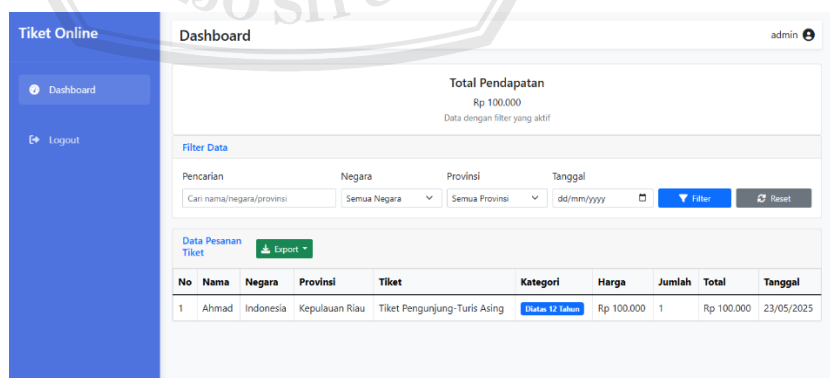 Tiket Online
Dashboard
admin
Dashboard
Logout
Total Pendapatan
Rp 100.000
Data dengan filter yang aktif
Filter Data
Pencarian Negara Provinsi Tanggal
Cari nama/negara/provinsi Semua Negara Semua Provinsi dd/mm/yyyy Filter Reset
Data Pesanan
Tiket
Export
No Nama Negara Provinsi Tiket Kategori Harga Jumlah Total Tanggal
1 Ahmad Indonesia Kepulauan Riau Tiket Pengunjung-Turis Asing Diatas 12 Tahun Rp 100.000 1 Rp 100.000 23/05/2025